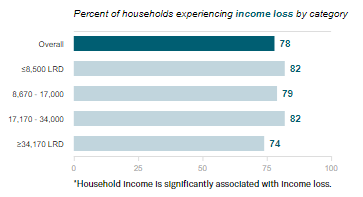 Percent of households experiencing income loss by category
Overall 78
≤8,500 LRD 82
8,670 - 17,000 79
17,170 - 34,000 82
≥34,170 LRD 74
0 25 50 75 100
*Household income is significantly associated with income loss.